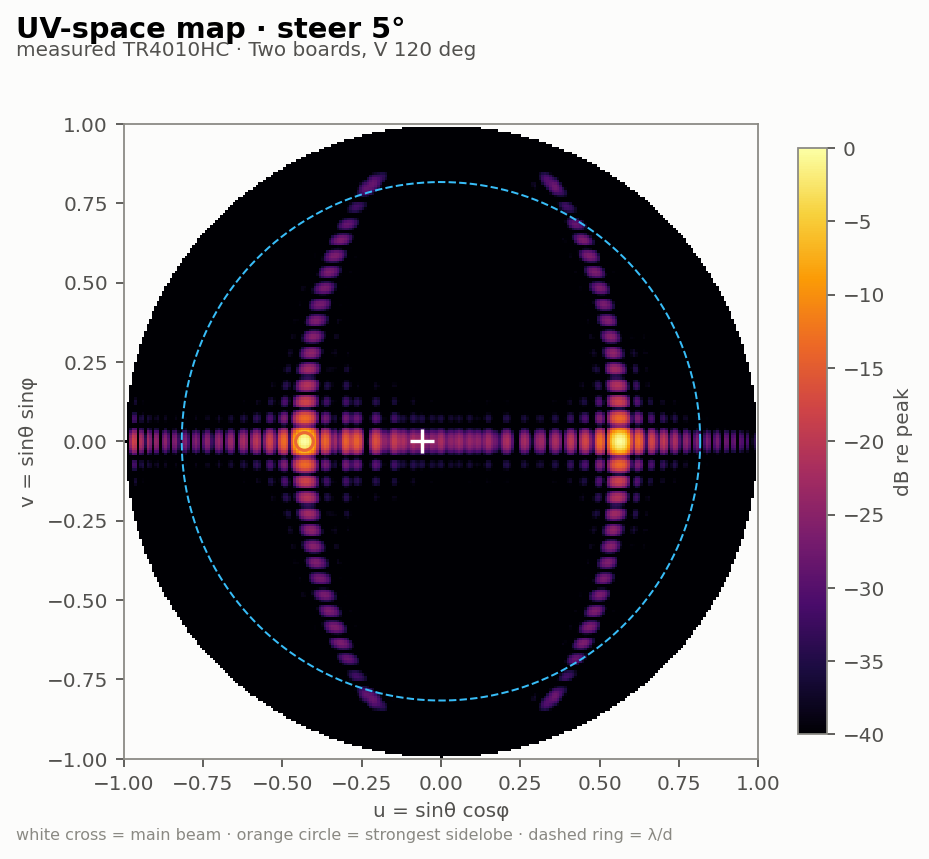 UV-space map · steer 5°
measured TR4010HC · Two boards, V 120 deg
1.00
0.75
0.50
0.25
0.00
−0.25
−0.50
−0.75
−1.00
v = sinθ sinφ
−1.00 −0.75 −0.50 −0.25 0.00 0.25 0.50 0.75 1.00
u = sinθ cosφ
0
−5
−10
−15
−20
−25
−30
−35
−40
dB re peak
white cross = main beam · orange circle = strongest sidelobe · dashed ring = λ/d